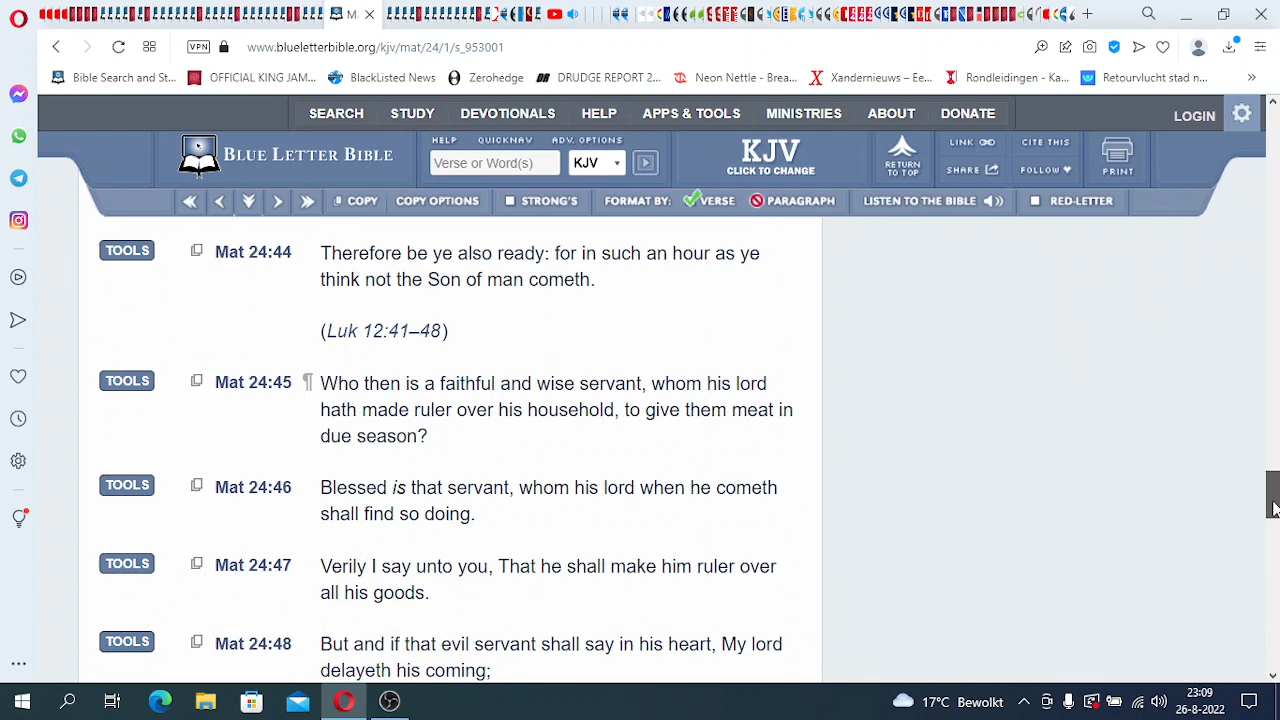 www.blueletterbible.org/kjv/mat/24/1/s_953001
VPN
Bible Search and St...
OFFICIAL KING JAM...
BlackListed News
Zerohedge
DRUDGE REPORT 2...
Neon Nettle - Brea...
Xandernieuws – Ee...
Rondleidingen - Ka...
Retourvlucht stad n...
»
SEARCH STUDY DEVOTIONALS HELP APPS & TOOLS MINISTRIES ABOUT DONATE LOGIN
BLUE LETTER BIBLE
HELP QUICKNAV ADV. OPTIONS
Verse or Word(s) KJV
KJV
CLICK TO CHANGE
RETURN
TO TOP
LINK CITE THIS
SHARE FOLLOW
PRINT
COPY COPY OPTIONS STRONG'S FORMAT BY: VERSE PARAGRAPH LISTEN TO THE BIBLE RED-LETTER
TOOLS Mat 24:44 Therefore be ye also ready: for in such an hour as ye
think not the Son of man cometh.
(Luk 12:41–48)
TOOLS Mat 24:45 ¶ Who then is a faithful and wise servant, whom his lord
hath made ruler over his household, to give them meat in
due season?
TOOLS Mat 24:46 Blessed is that servant, whom his lord when he cometh
shall find so doing.
TOOLS Mat 24:47 Verily I say unto you, That he shall make him ruler over
all his goods.
TOOLS Mat 24:48 But and if that evil servant shall say in his heart, My lord
delayeth his coming;
17°C Bewolkt
23:09
26-8-2022